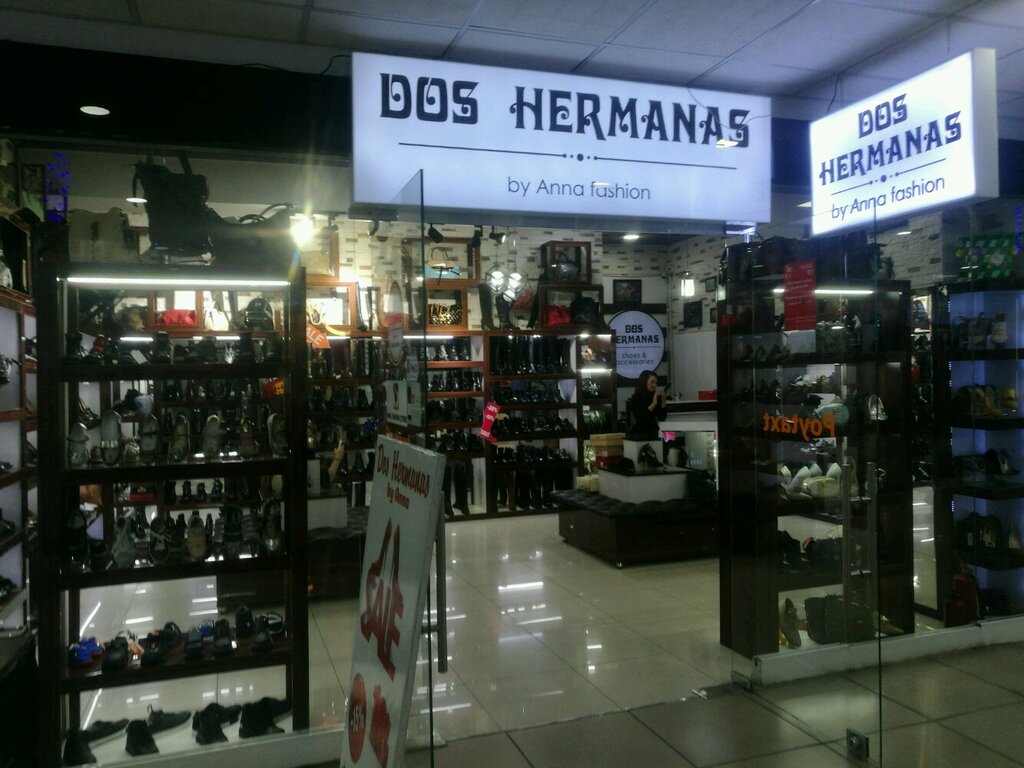 DOS HERMANAS
by Anna fashion
DOS
HERMANAS
by Anna fashion
DOS
HERMANAS
shoes &
accessories
Poytaxt
Dos Hermanas
by Anna
SALE